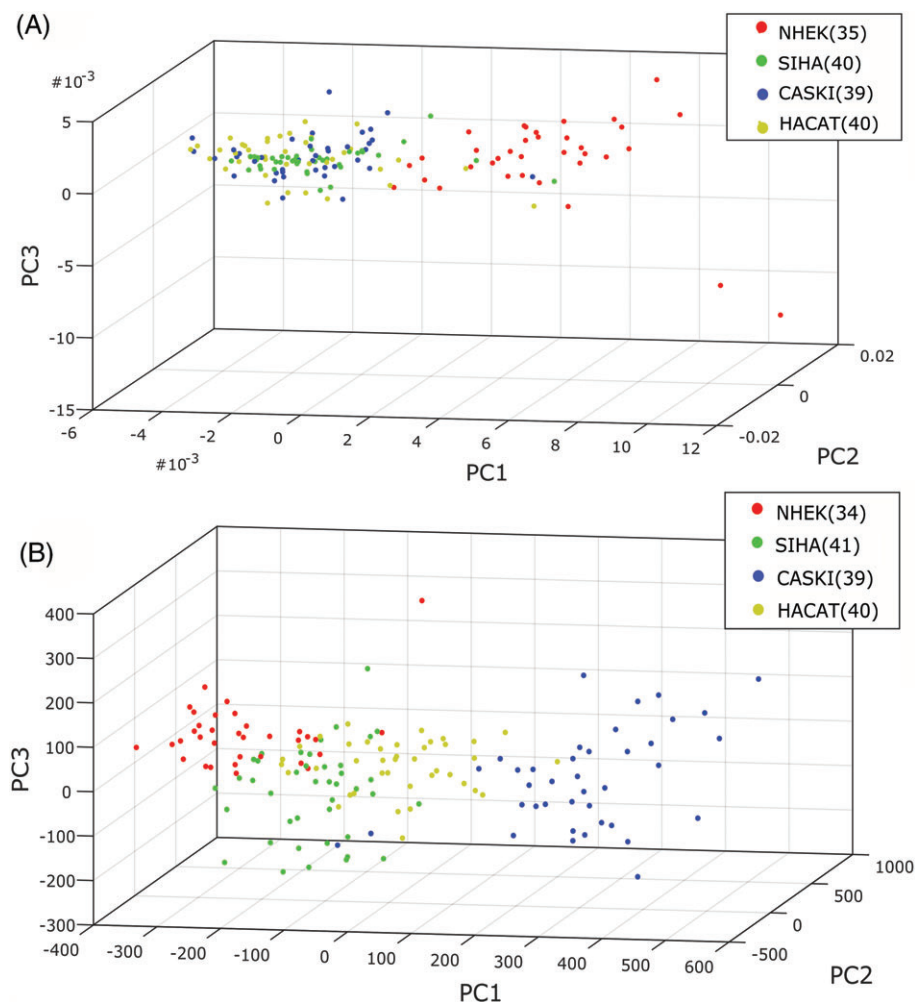 (A)
NHEK(35)
SIHA(40)
CASKI(39)
HACAT(40)
#10⁻³
5
0
-5
-10
-15
PC3
-6
-4
-2
0
2
4
6
8
10
12
#10⁻³
PC1
-0.02
0
0.02
PC2
(B)
NHEK(34)
SIHA(41)
CASKI(39)
HACAT(40)
400
300
200
100
0
-100
-200
-300
PC3
-400
-300
-200
-100
0
100
200
300
400
500
600
PC1
-500
0
500
1000
PC2